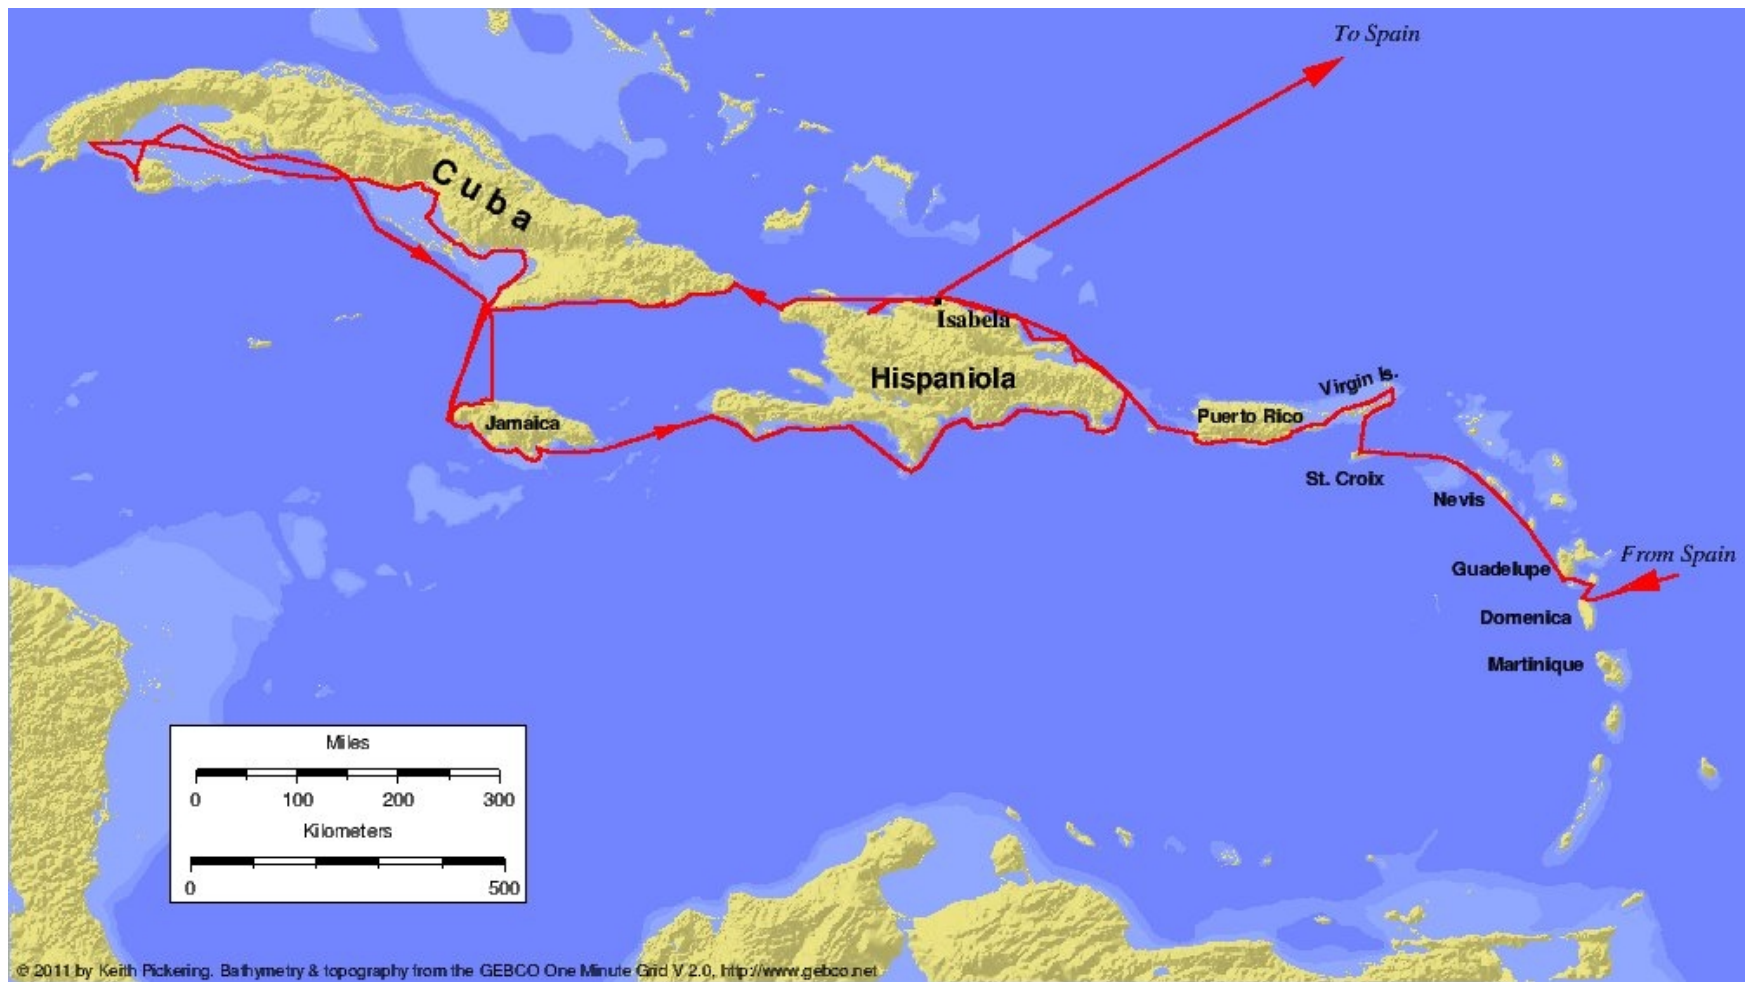 To Spain
Cuba
Isabela
Hispaniola
Virgin Is.
Puerto Rico
Jamaica
St. Croix
Nevis
From Spain
Guadelupe
Domenica
Martinique
Miles
0 100 200 300
Kilometers
0 500
© 2011 by Keith Pickering. Bathymetry & topography from the GEBCO One Minute Grid V 2.0, http://www.gebco.net